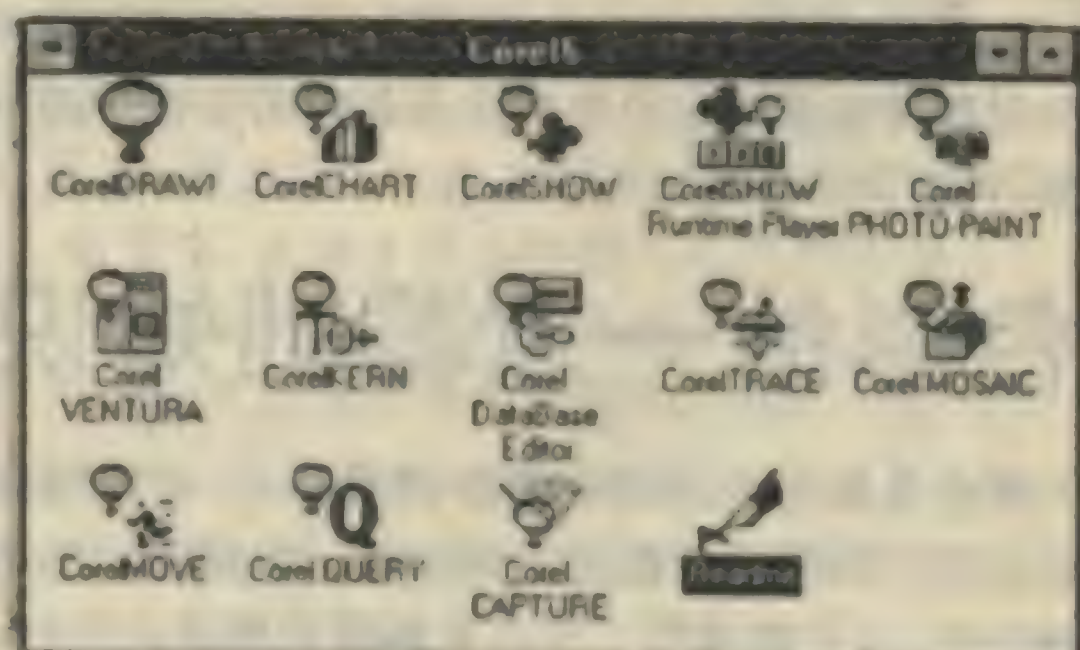 Corel5
CorelDRAW!
CorelCHART
CorelSHOW
CorelSHOW
Runtime Player
Corel
PHOTO-PAINT
Corel
VENTURA
CorelKERN
Corel
DataBase
Editor
CorelTRACE
Corel MOSAIC
CorelMOVE
Corel QUERY
Corel
CAPTURE
Readme